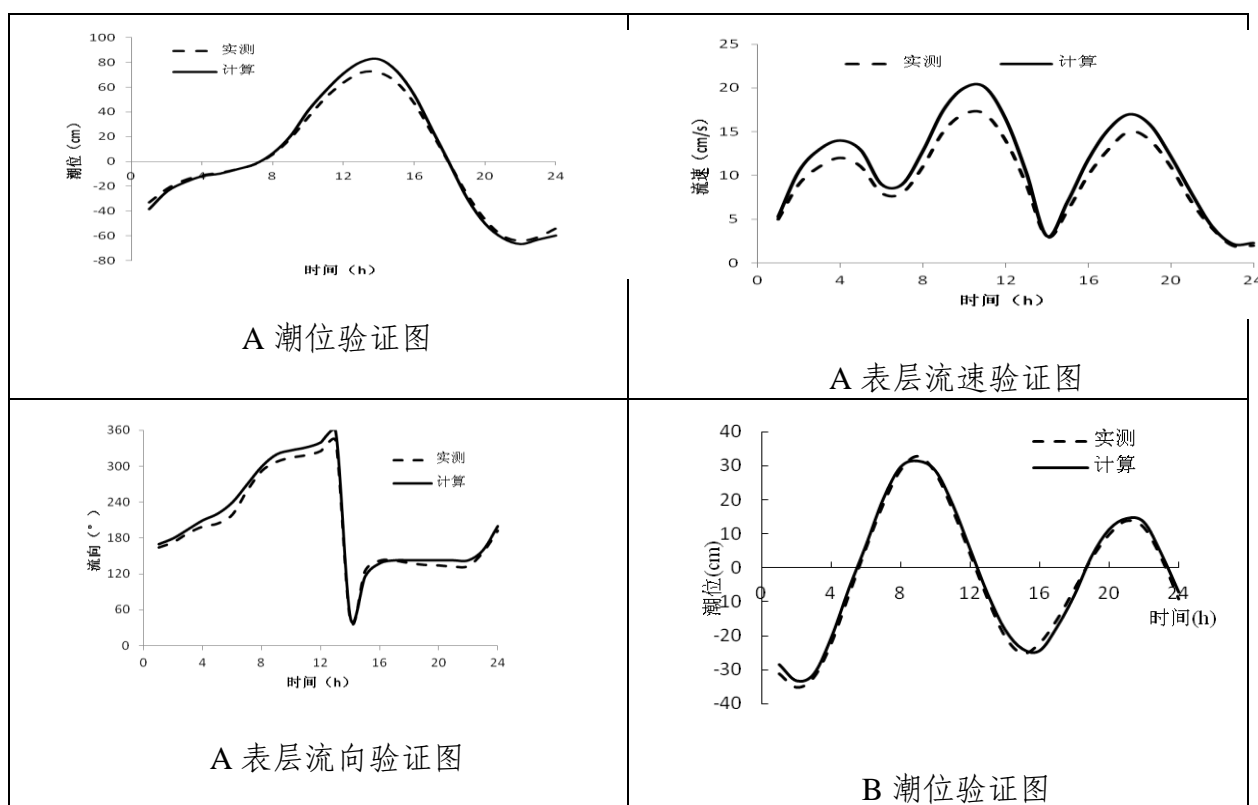 100
80
60
40
20
0
-20
-40
-60
-80
潮位（cm）
实测
计算
0 4 8 12 16 20 24
时间（h）
A 潮位验证图
25
20
15
10
5
0
流速（cm/s）
实测 计算
0 4 8 12 16 20 24
时间（h）
A 表层流速验证图
360
300
240
180
120
60
0
流向（°）
实测
计算
0 4 8 12 16 20 24
时间（h）
A 表层流向验证图
40
30
20
10
0
-10
-20
-30
-40
潮位(cm)
实测
计算
0 4 8 12 16 20 24
时间(h)
B 潮位验证图